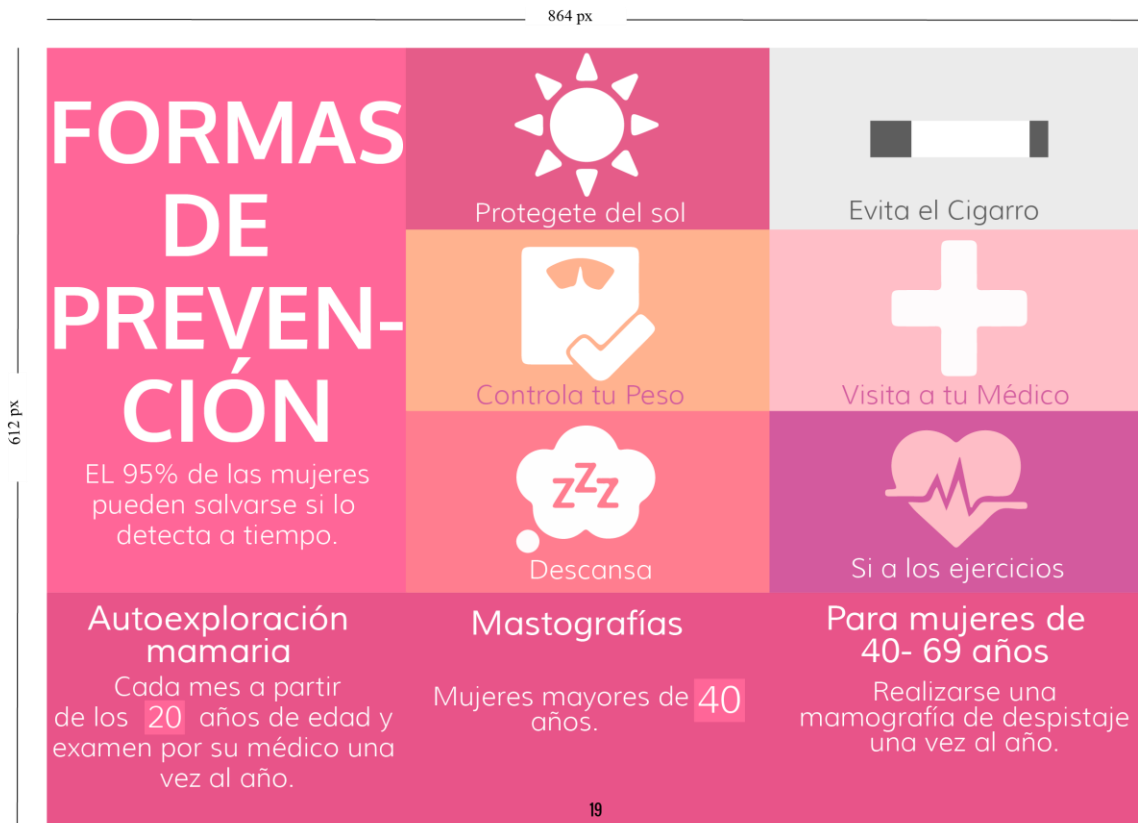 864 px
612 px
FORMAS
DE
PREVEN-
CIÓN
EL 95% de las mujeres
pueden salvarse si lo
detecta a tiempo.
Protegete del sol
Evita el Cigarro
Controla tu Peso
Visita a tu Médico
zzz
Descansa
Si a los ejercicios
Autoexploración
mamaria
Cada mes a partir
de los 20 años de edad y
examen por su médico una
vez al año.
Mastografías
Mujeres mayores de 40
años.
Para mujeres de
40- 69 años
Realizarse una
mamografía de despistaje
una vez al año.
19